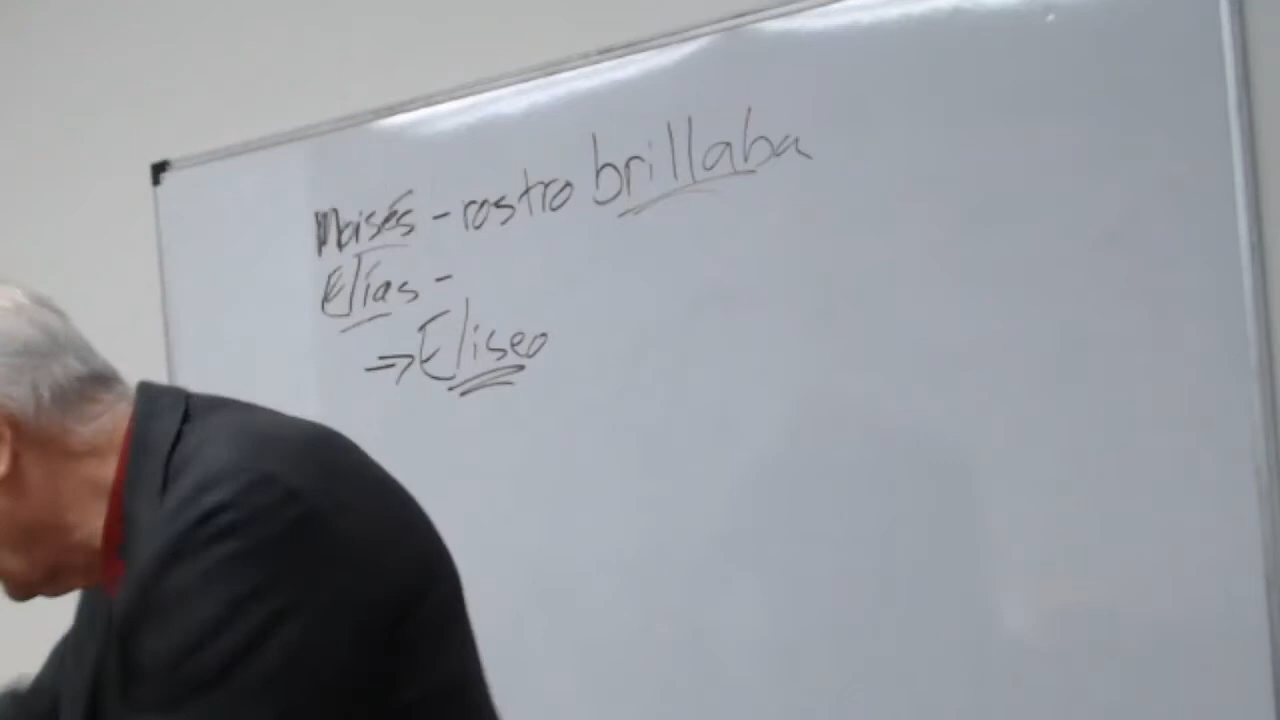 Moisés - rostro brillaba
Elías -
⇒ Eliseo